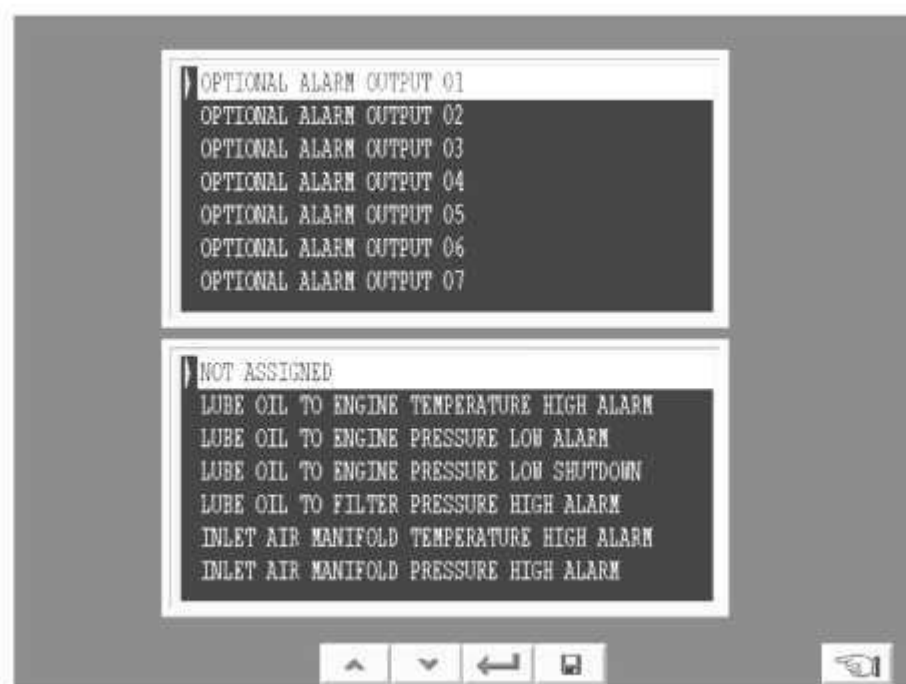 OPTIONAL ALARM OUTPUT 01
OPTIONAL ALARM OUTPUT 02
OPTIONAL ALARM OUTPUT 03
OPTIONAL ALARM OUTPUT 04
OPTIONAL ALARM OUTPUT 05
OPTIONAL ALARM OUTPUT 06
OPTIONAL ALARM OUTPUT 07
NOT ASSIGNED
LUBE OIL TO ENGINE TEMPERATURE HIGH ALARM
LUBE OIL TO ENGINE PRESSURE LOW ALARM
LUBE OIL TO ENGINE PRESSURE LOW SHUTDOWN
LUBE OIL TO FILTER PRESSURE HIGH ALARM
INLET AIR MANIFOLD TEMPERATURE HIGH ALARM
INLET AIR MANIFOLD PRESSURE HIGH ALARM